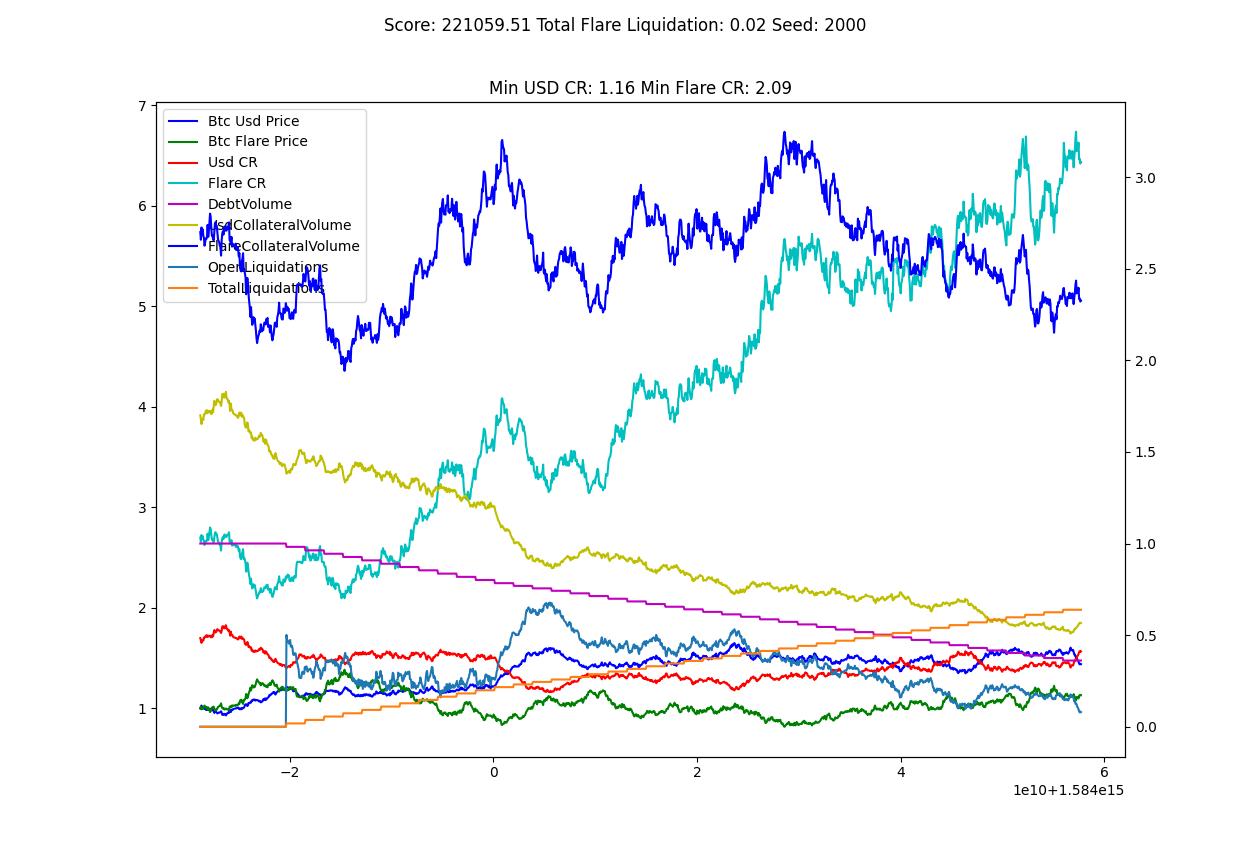 Score: 221059.51 Total Flare Liquidation: 0.02 Seed: 2000
Min USD CR: 1.16 Min Flare CR: 2.09
7
6
5
4
3
2
1
Btc Usd Price
Btc Flare Price
Usd CR
Flare CR
DebtVolume
UsdCollateralVolume
FlareCollateralVolume
OpenLiquidations
TotalLiquidations
3.0
2.5
2.0
1.5
1.0
0.5
0.0
−2 0 2 4 6
1e10+1.584e15